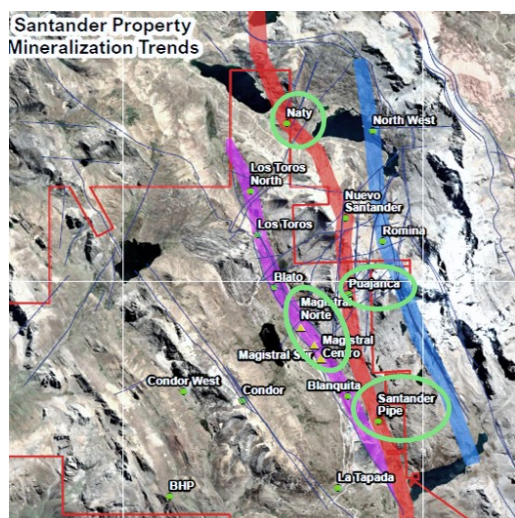 Santander Property
Mineralization Trends
Naty
North West
Los Toros
North
Nuevo
Santander
Los Toros
Romina
Blato
Puajanca
Magistral
Norte
Magistral
Centro
Magistral Sur
Condor West
Condor
Blanquita
Santander
Pipe
La Tapada
BHP